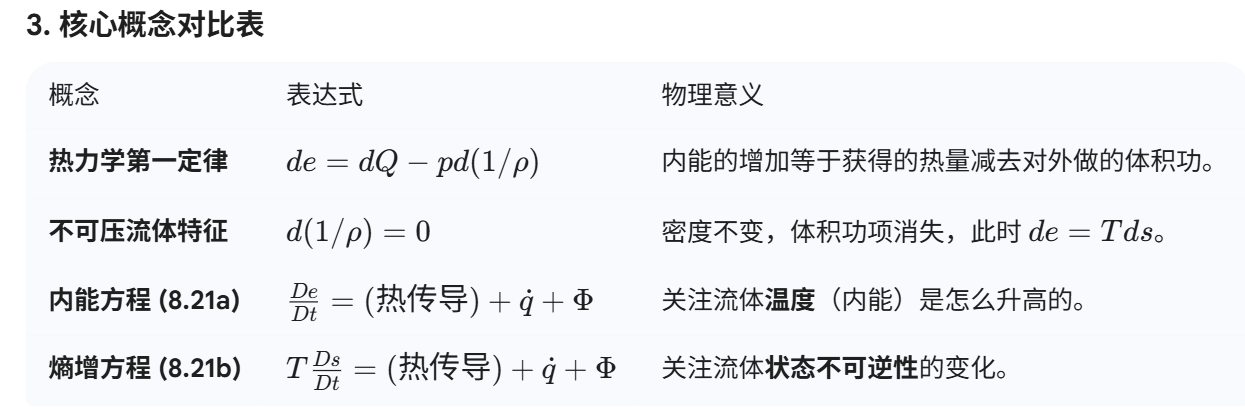 3. 核心概念对比表
概念 表达式 物理意义
热力学第一定律 de = dQ − pd(1/ρ) 内能的增加等于获得的热量减去对外做的体积功。
不可压流体特征 d(1/ρ) = 0 密度不变，体积功项消失，此时 de = Tds。
内能方程 (8.21a) De/Dt = (热传导) + q̇ + Φ 关注流体温度（内能）是怎么升高的。
熵增方程 (8.21b) T Ds/Dt = (热传导) + q̇ + Φ 关注流体状态不可逆性的变化。